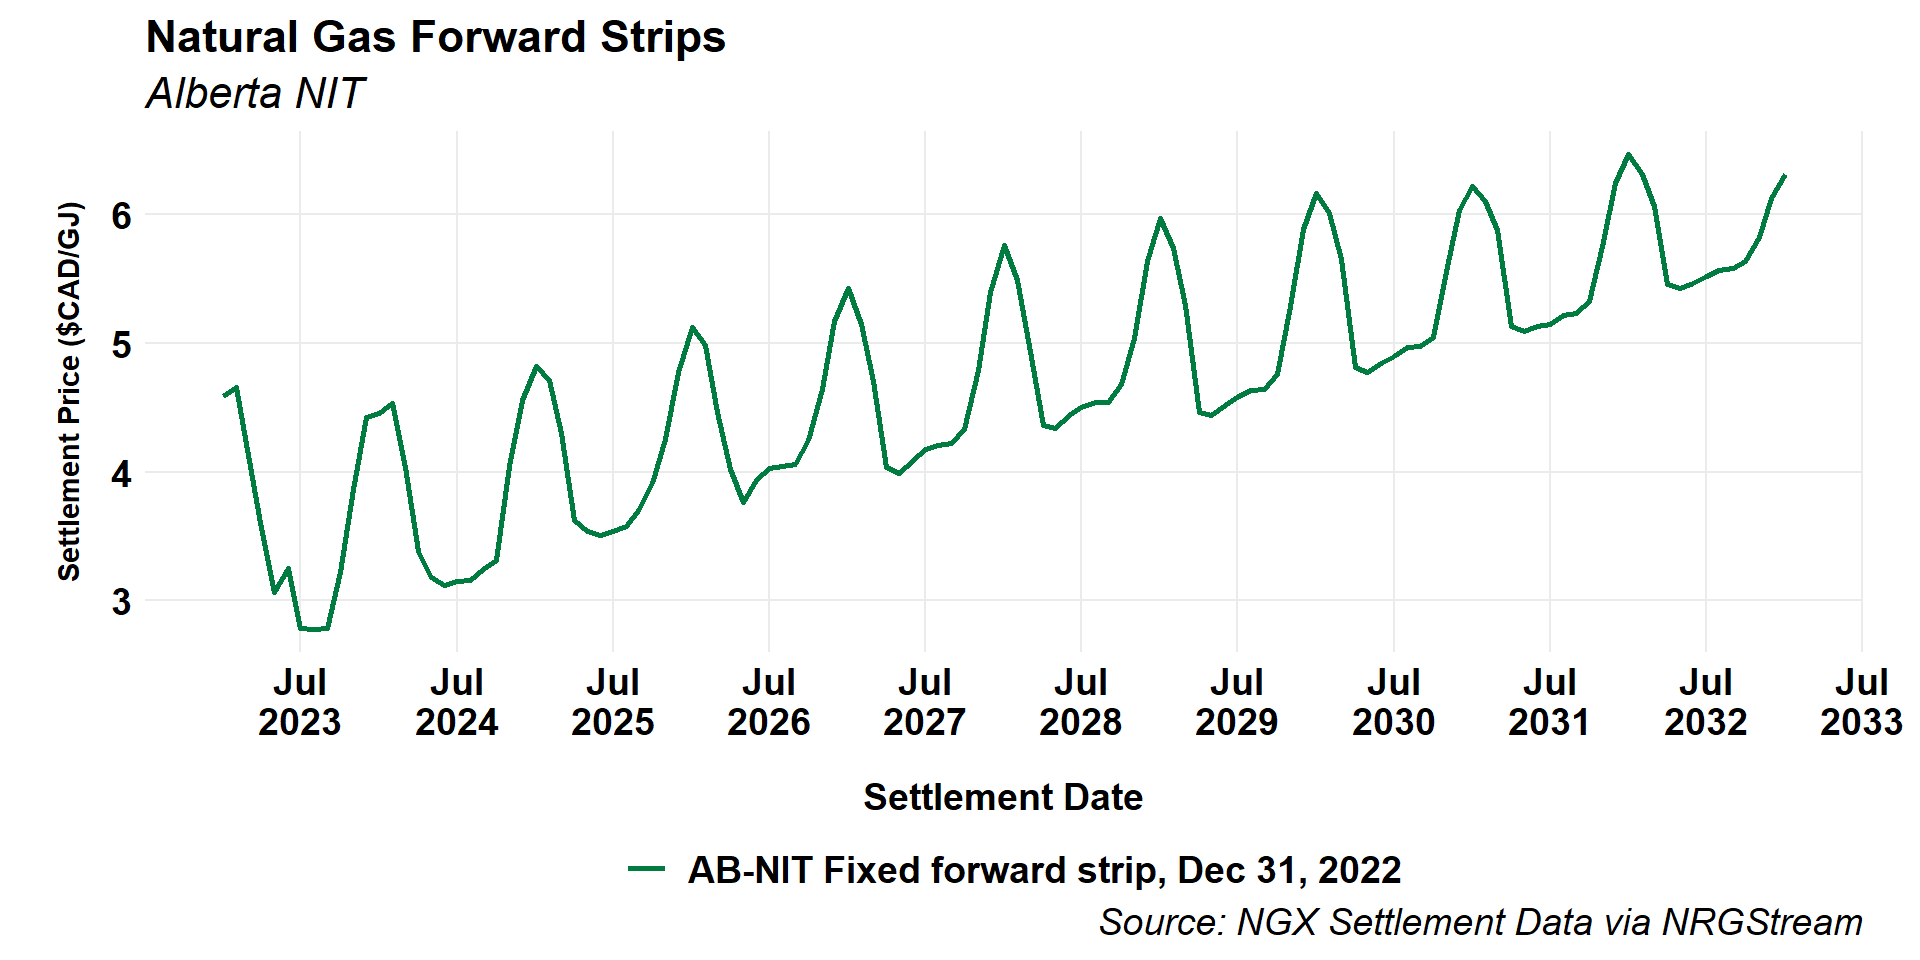 Natural Gas Forward Strips
Alberta NIT
Settlement Price ($CAD/GJ)
6
5
4
3
Jul 2023
Jul 2024
Jul 2025
Jul 2026
Jul 2027
Jul 2028
Jul 2029
Jul 2030
Jul 2031
Jul 2032
Jul 2033
Settlement Date
AB-NIT Fixed forward strip, Dec 31, 2022
Source: NGX Settlement Data via NRGStream